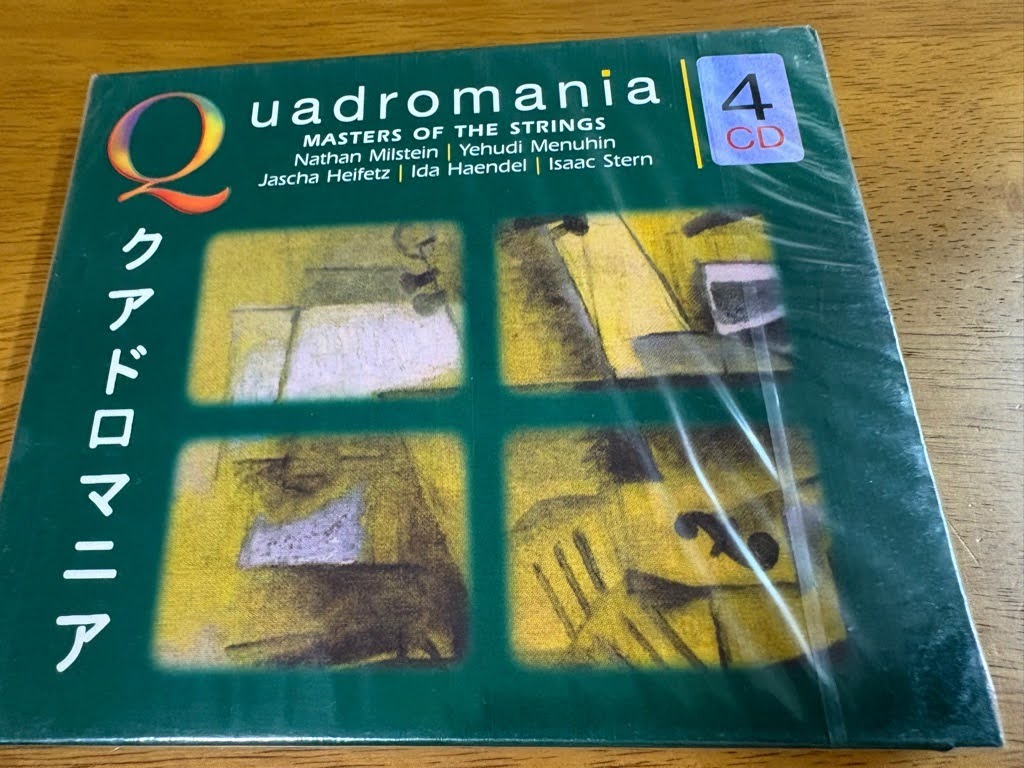 Quadromania
MASTERS OF THE STRINGS
Nathan Milstein | Yehudi Menuhin
Jascha Heifetz | Ida Haendel | Isaac Stern
4
CD
クアドロマニア